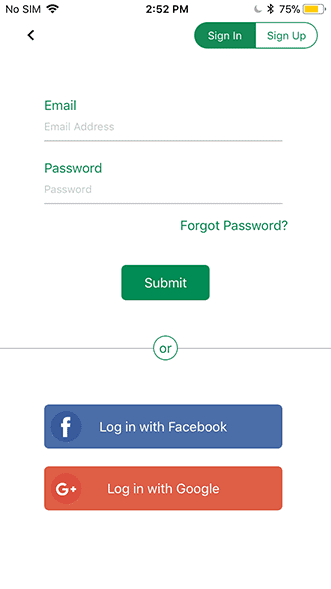 No SIM 2:52 PM 75%
Sign In Sign Up
Email
Email Address
Password
Password
Forgot Password?
Submit
or
f Log in with Facebook
G+ Log in with Google